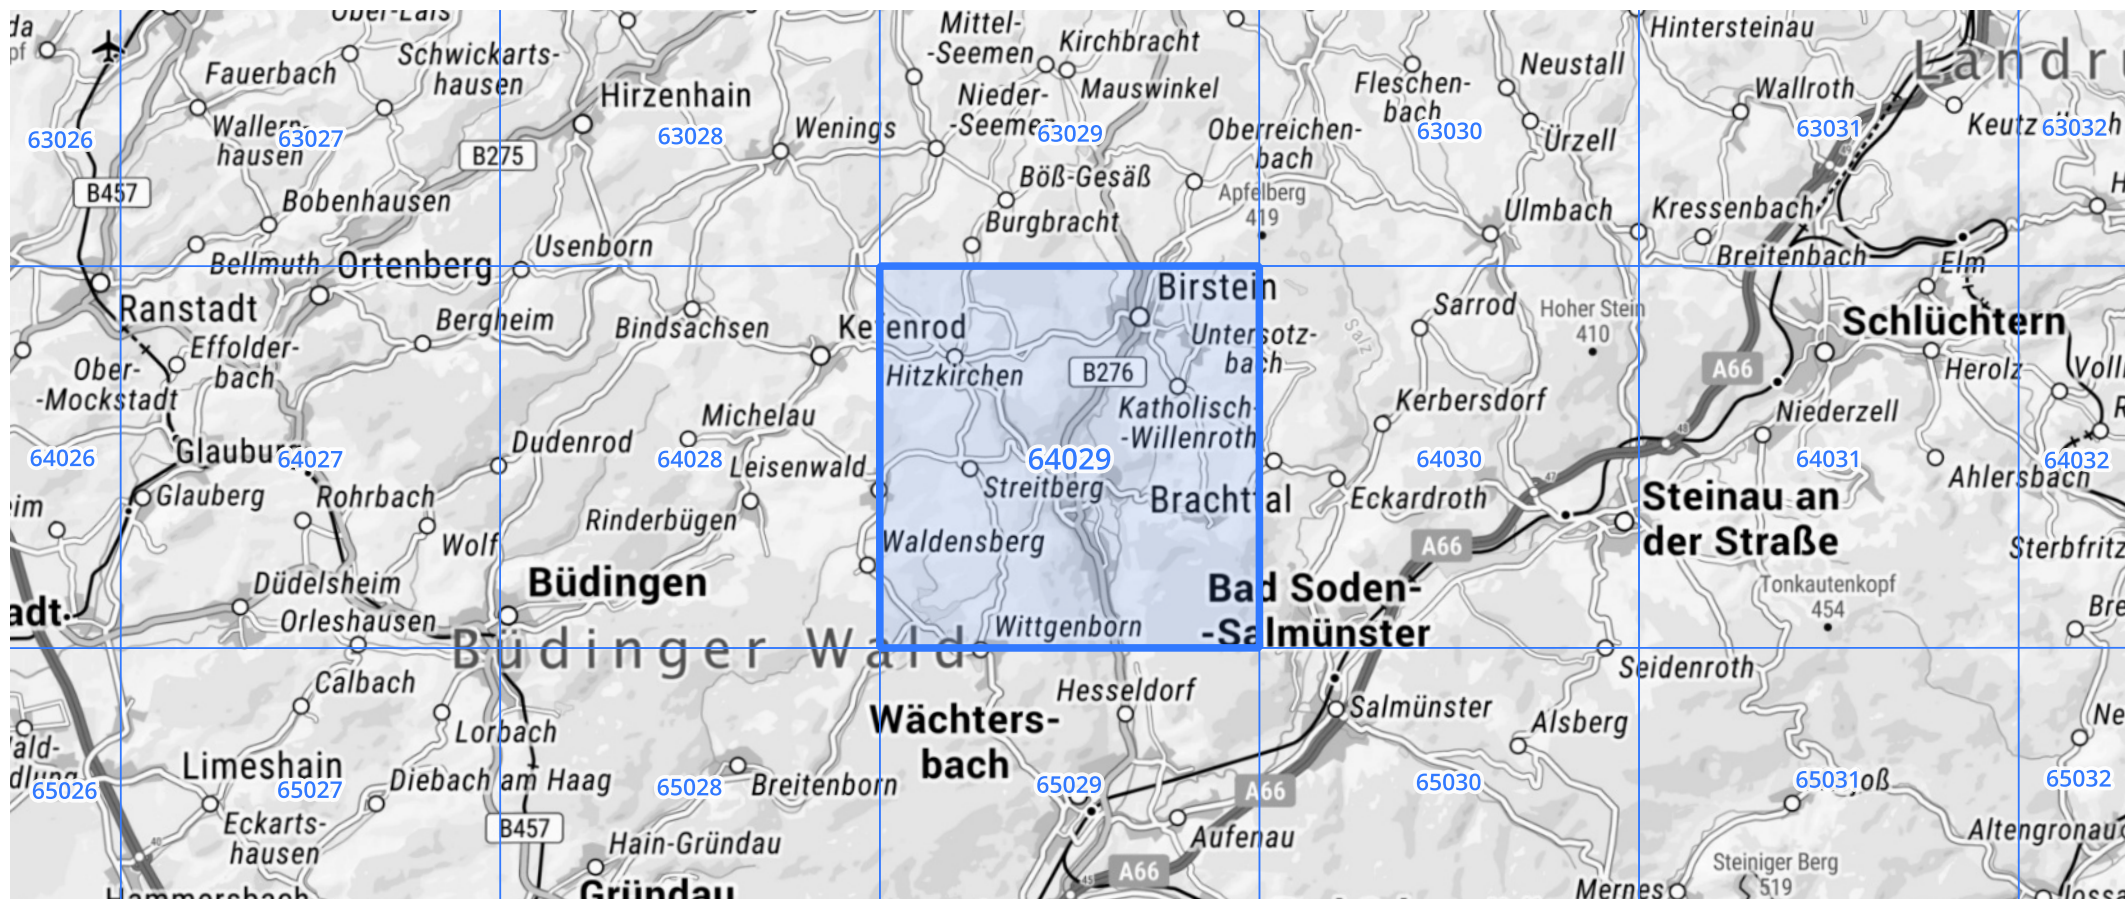 Mittel-
-Seemen
Kirchbracht
Hintersteinau
Fauerbach
Schwickarts-
hausen
Hirzenhain
Nieder-
-Seemen
Mauswinkel
Fleschen-
bach
Neustall
Wallroth
63026
Wallern-
hausen
63027
63028
Wenings
63029
Oberreichen-
bach
63030
Ürzell
63031
63032
B275
B457
Böß-Gesäß
Apfelberg
419
Bobenhausen
Burgbracht
Ulmbach
Kressenbach
Bellmuth
Ortenberg
Usenborn
Breitenbach
Elm
Ranstadt
Bergheim
Bindsachsen
Kefenrod
Birstein
Untersotz-
bach
Salz
Sarrod
Hoher Stein
410
Schlüchtern
Effolder-
bach
Ober-
-Mockstadt
Hitzkirchen
B276
A66
Herolz
Michelau
Katholisch-
-Willenroth
Kerbersdorf
Niederzell
Glauburg
64026
64027
Dudenrod
64028
Leisenwald
64029
64030
48
64031
64032
Ahlersbach
Glauberg
Rohrbach
Streitberg
Brachttal
Eckardroth
47
Steinau an
der Straße
Rinderbügen
Wolf
Waldensberg
A66
Sterbfritz
Düdelsheim
Büdingen
Bad Soden-
-Salmünster
Tonkautenkopf
454
Orleshausen
Büdinger Wald
Wittgenborn
Seidenroth
Calbach
Hesseldorf
Salmünster
Alsberg
Lorbach
Wächters-
bach
Limeshain
65026
65027
Diebach am Haag
65028
Breitenborn
65029
A66
65030
65031
65032
Eckarts-
hausen
40
B457
Hain-Gründau
Aufenau
Altengronau
A66
45
Steiniger Berg
519
Gründau
Mernes
Hammersbach